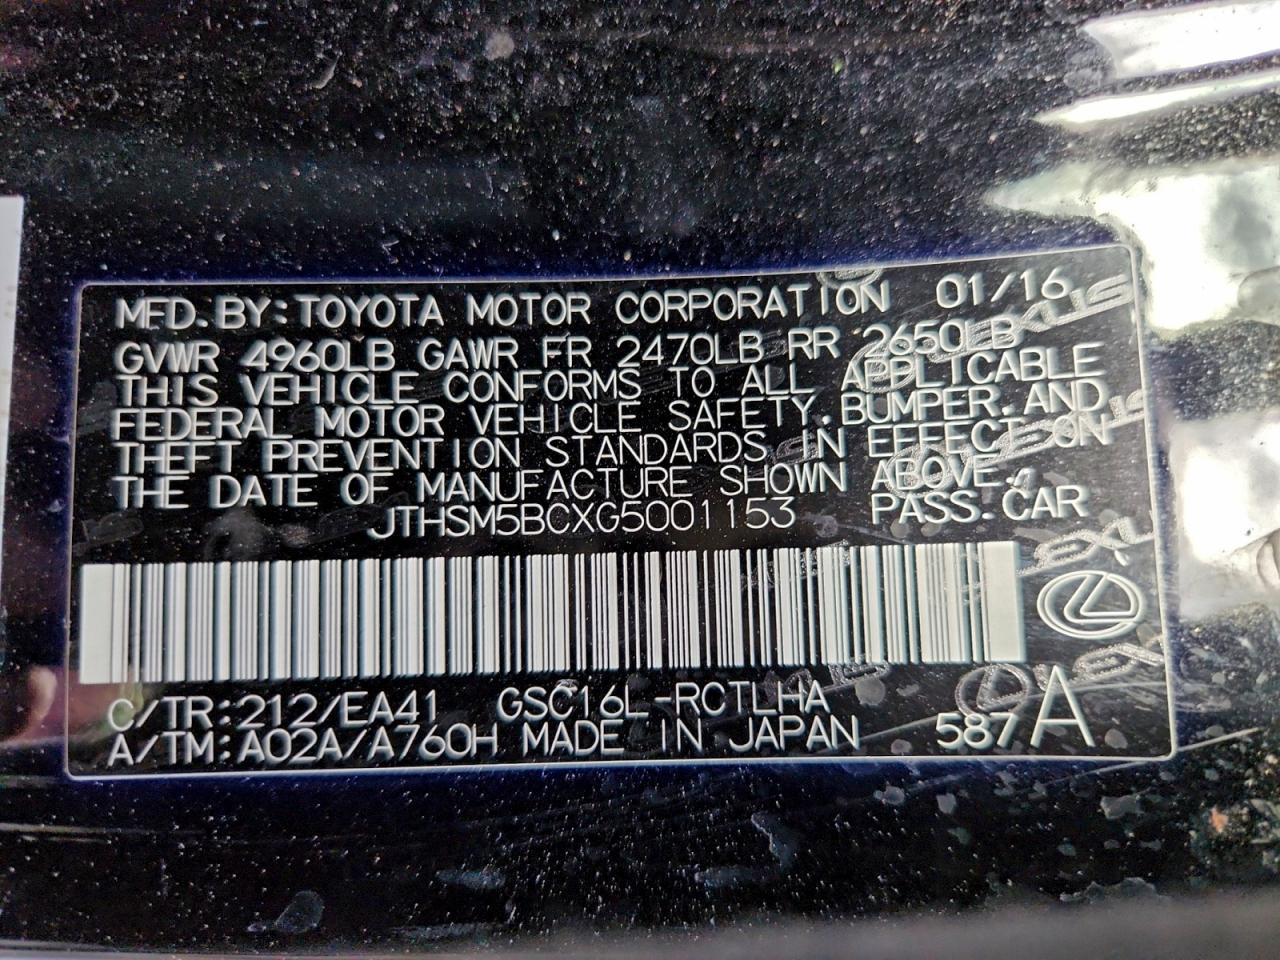 MFD. BY: TOYOTA MOTOR CORPORATION 01/16
GVWR 4960LB GAWR FR 2470LB RR 2650LB
THIS VEHICLE CONFORMS TO ALL APPLICABLE
FEDERAL MOTOR VEHICLE SAFETY, BUMPER, AND
THEFT PREVENTION STANDARDS IN EFFECT ON
THE DATE OF MANUFACTURE SHOWN ABOVE.
JTHSM5BCXG5001153 PASS. CAR
C/TR: 212/EA41 GSC16L-RCTLHA
A/TM: A02A/A760H MADE IN JAPAN 587 A